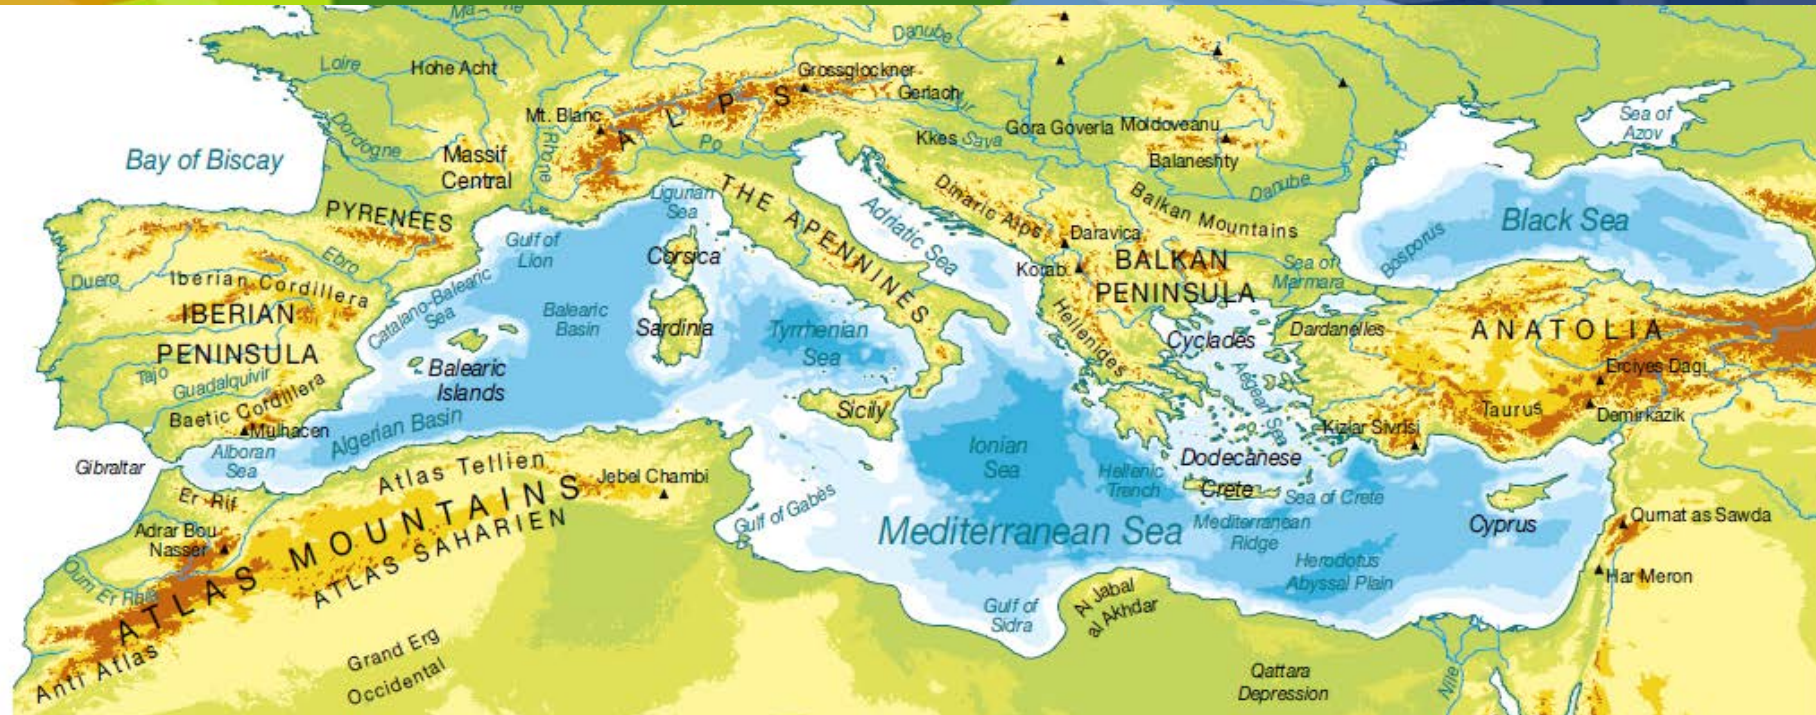 Danube
Loire
Hohe Acht
Grossglockner
Gerlach
Mt. Blanc
ALPS
Dordogne
Rhone
Po
Kkes
Sava
Gora Goverla
Moldoveanu
Balaneshty
Sea of
Azov
Bay of Biscay
Massif
Central
Danube
Ligurian
Sea
THE APENNINES
Adriatic Sea
Dinaric Alps
Balkan Mountains
PYRENEES
Black Sea
Bosporus
Gulf of
Lion
Corsica
Daravica
Korab
BALKAN
PENINSULA
Sea of
Marmara
Duero
Ebro
Iberian Cordillera
IBERIAN
PENINSULA
Catalano-Balearic
Sea
Balearic
Basin
Sardinia
Tyrrhenian
Sea
Hellenides
Cyclades
Dardanelles
ANATOLIA
Erciyes Dagi
Tajo
Guadalquivir
Balearic
Islands
Aegean Sea
Baetic Cordillera
Mulhacen
Algerian Basin
Sicily
Taurus
Demirkazik
Kizlar Sivrisi
Gibraltar
Alboran
Sea
Ionian
Sea
Hellenic
Trench
Dodecanese
Crete
Sea of Crete
Atlas Tellien
Jebel Chambi
Er Rif
ATLAS MOUNTAINS
ATLAS SAHARIEN
Gulf of Gabès
Mediterranean Sea
Mediterranean
Ridge
Cyprus
Qurnat as Sawda
Adrar Bou
Nasser
Herodotus
Abyssal Plain
Har Meron
Oum Er Rbia
Gulf of
Sidra
Al Jabal
al Akhdar
Anti Atlas
Grand Erg
Occidental
Qattara
Depression
Nile